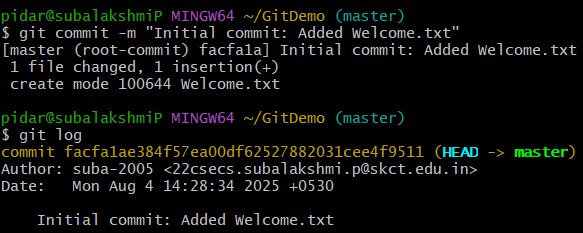 pidar@subalakshmiP MINGW64 ~/GitDemo (master)
$ git commit -m "Initial commit: Added Welcome.txt"
[master (root-commit) facfa1a] Initial commit: Added Welcome.txt
 1 file changed, 1 insertion(+)
 create mode 100644 Welcome.txt

pidar@subalakshmiP MINGW64 ~/GitDemo (master)
$ git log
commit facfa1ae384f57ea00df62527882031cee4f9511 (HEAD -> master)
Author: suba-2005 <22csecs.subalakshmi.p@skct.edu.in>
Date:   Mon Aug 4 14:28:34 2025 +0530

    Initial commit: Added Welcome.txt